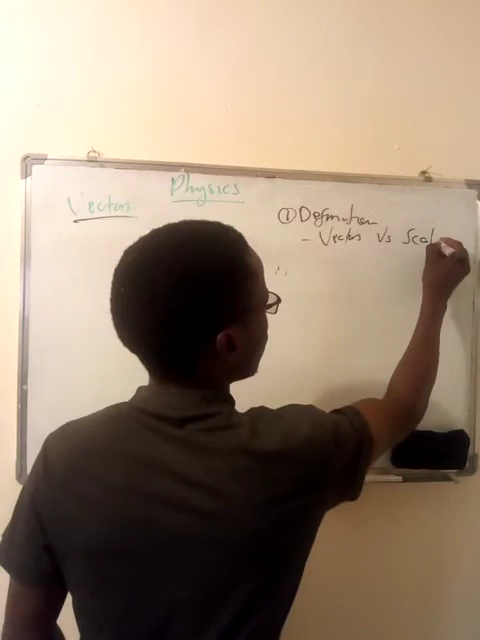 Physics
Vectors
① Definition
- Vectors Vs Scal